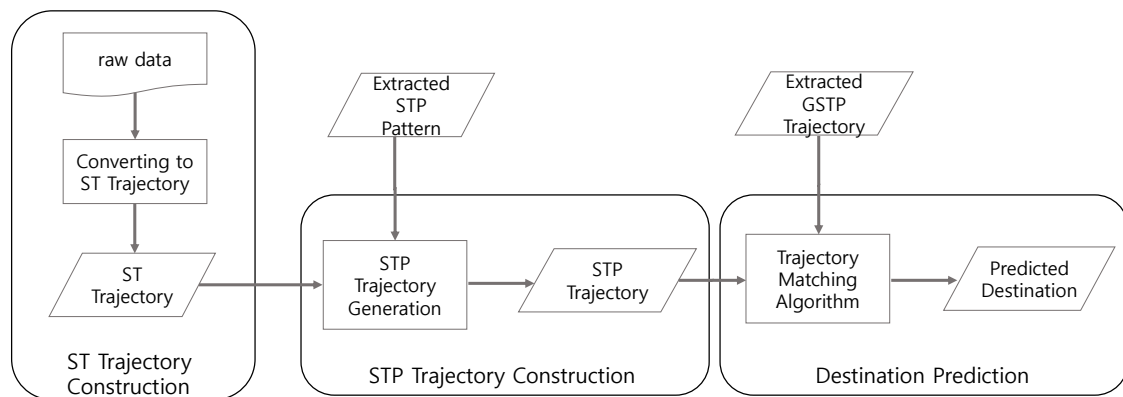 raw data
Converting to
ST Trajectory
ST
Trajectory
ST Trajectory
Construction
Extracted
STP
Pattern
STP
Trajectory
Generation
STP
Trajectory
STP Trajectory Construction
Extracted
GSTP
Trajectory
Trajectory
Matching
Algorithm
Predicted
Destination
Destination Prediction